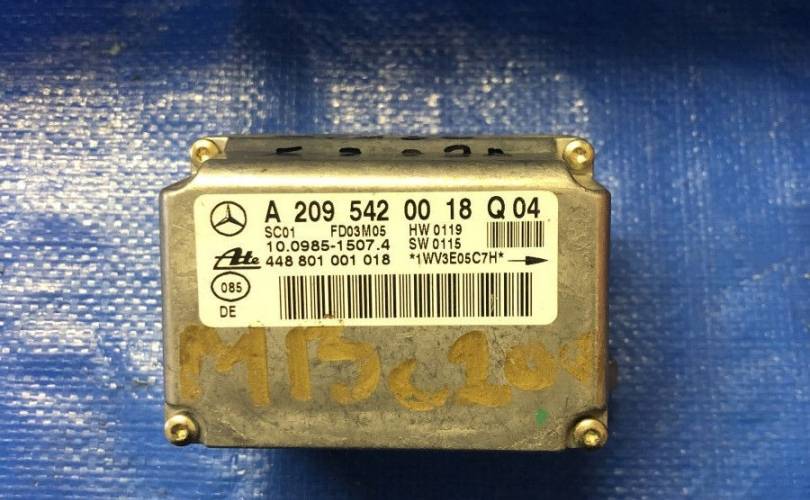 A 209 542 00 18 Q 04
SC01 FD03M05 HW 0119
10.0985-1507.4 SW 0115
Ate 448 801 001 018 *1WV3E05C7H*
085
DE
MB C200